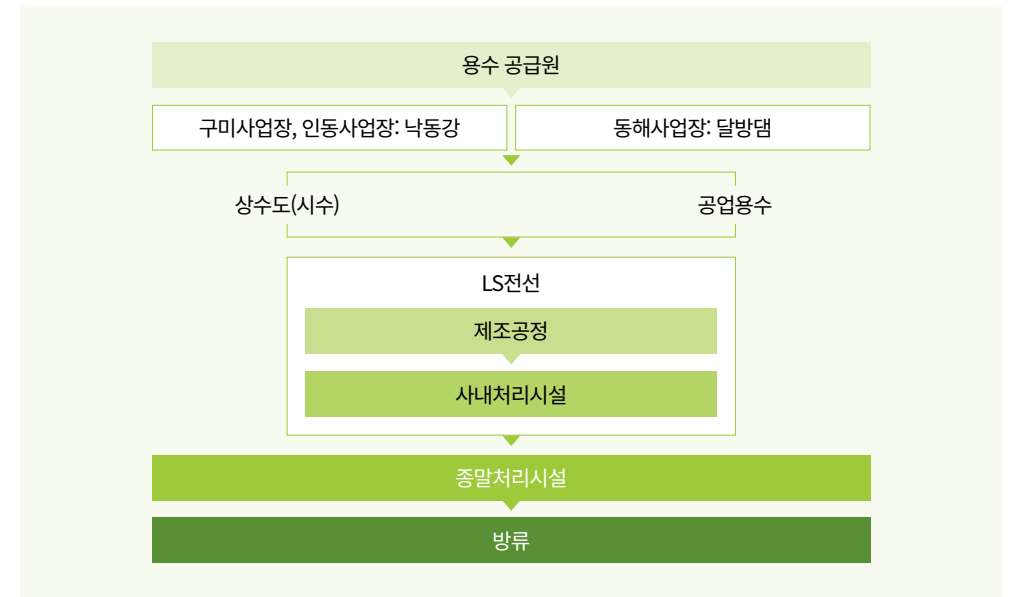 용수 공급원
구미사업장, 인동사업장: 낙동강
동해사업장: 달방댐
상수도(시수)
공업용수
LS전선
제조공정
사내처리시설
종말처리시설
방류